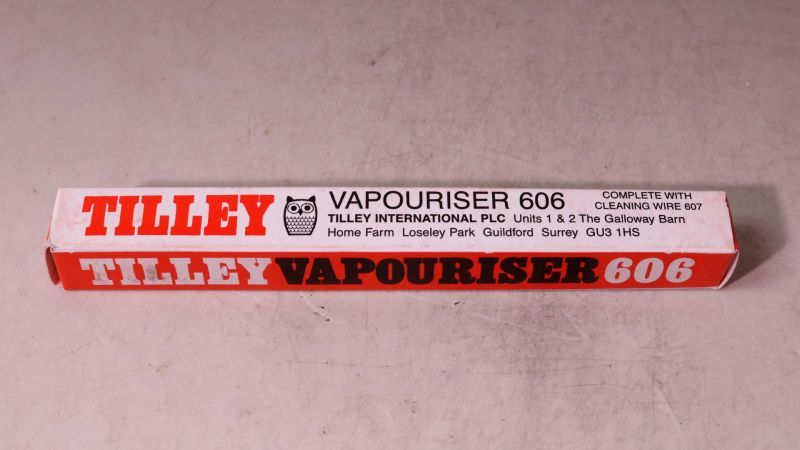 TILLEY
VAPOURISER 606
COMPLETE WITH
CLEANING WIRE 607
TILLEY INTERNATIONAL PLC Units 1 & 2 The Galloway Barn
Home Farm Loseley Park Guildford Surrey GU3 1HS
TILLEY VAPOURISER 606